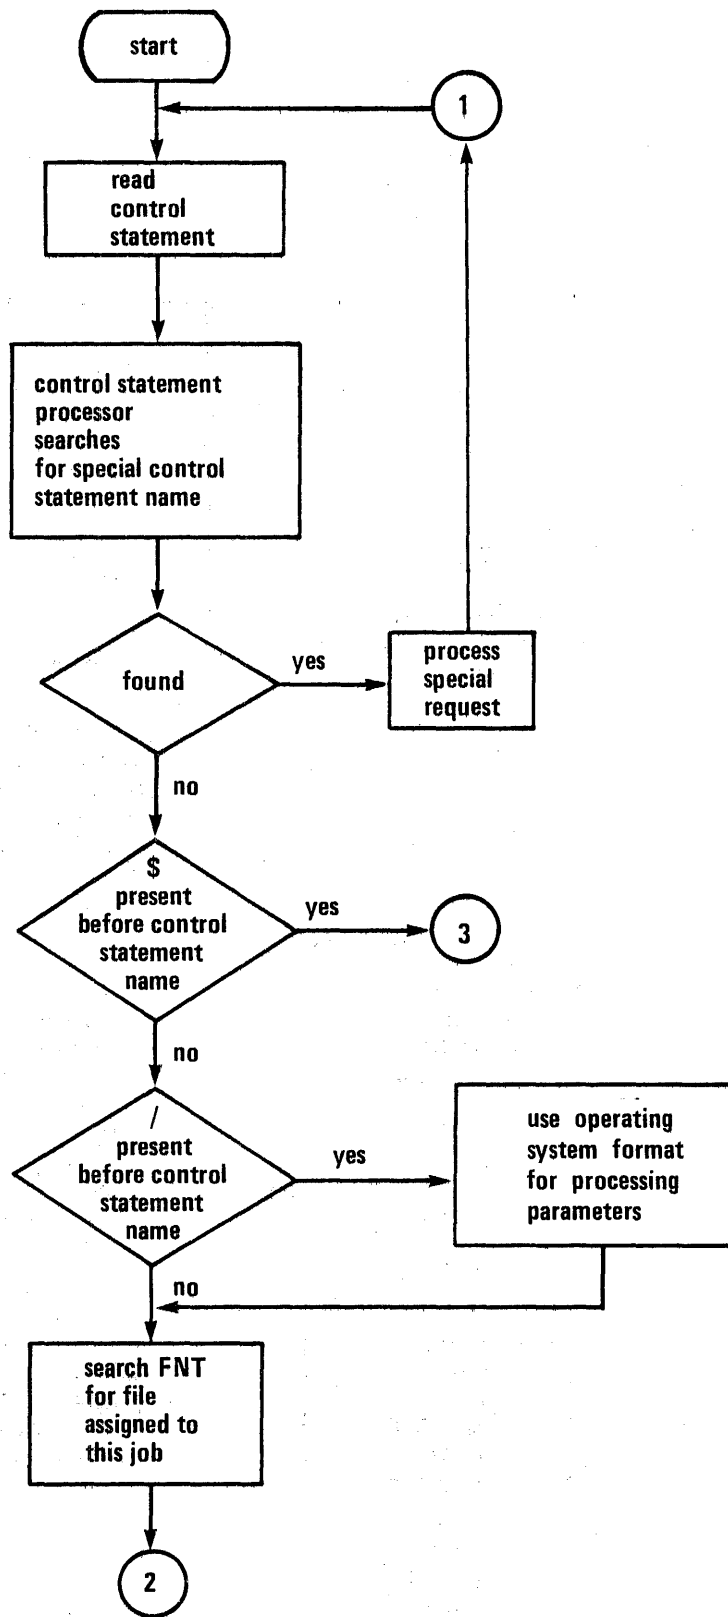 start
1
read
control
statement
control statement
processor
searches
for special control
statement name
found
yes
process
special
request
no
$
present
before control
statement
name
yes
3
no
/
present
before control
statement
name
yes
use operating
system format
for processing
parameters
no
search FNT
for file
assigned to
this job
2